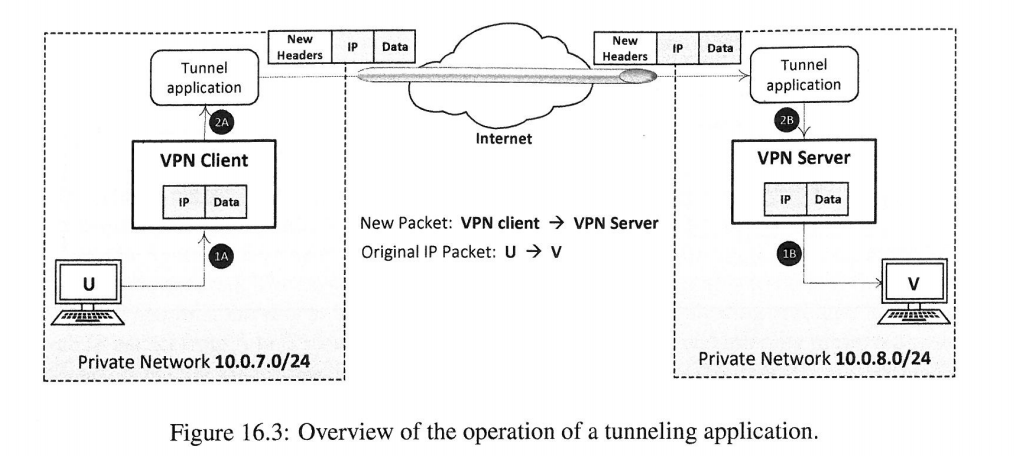 New
Headers
IP
Data
New
Headers
IP
Data
Tunnel
application
Tunnel
application
2A
2B
Internet
VPN Client
VPN Server
IP
Data
IP
Data
New Packet: VPN client → VPN Server
Original IP Packet: U → V
1A
1B
U
V
Private Network 10.0.7.0/24
Private Network 10.0.8.0/24
Figure 16.3: Overview of the operation of a tunneling application.